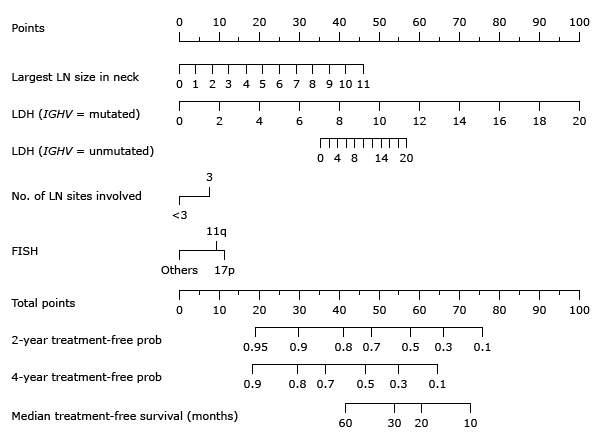 Points 0 10 20 30 40 50 60 70 80 90 100
Largest LN size in neck 0 1 2 3 4 5 6 7 8 9 10 11
LDH (IGHV = mutated) 0 2 4 6 8 10 12 14 16 18 20
LDH (IGHV = unmutated) 0 4 8 14 20
3
No. of LN sites involved
<3
11q
FISH
Others 17p
Total points 0 10 20 30 40 50 60 70 80 90 100
2-year treatment-free prob 0.95 0.9 0.8 0.7 0.5 0.3 0.1
4-year treatment-free prob 0.9 0.8 0.7 0.5 0.3 0.1
Median treatment-free survival (months) 60 30 20 10